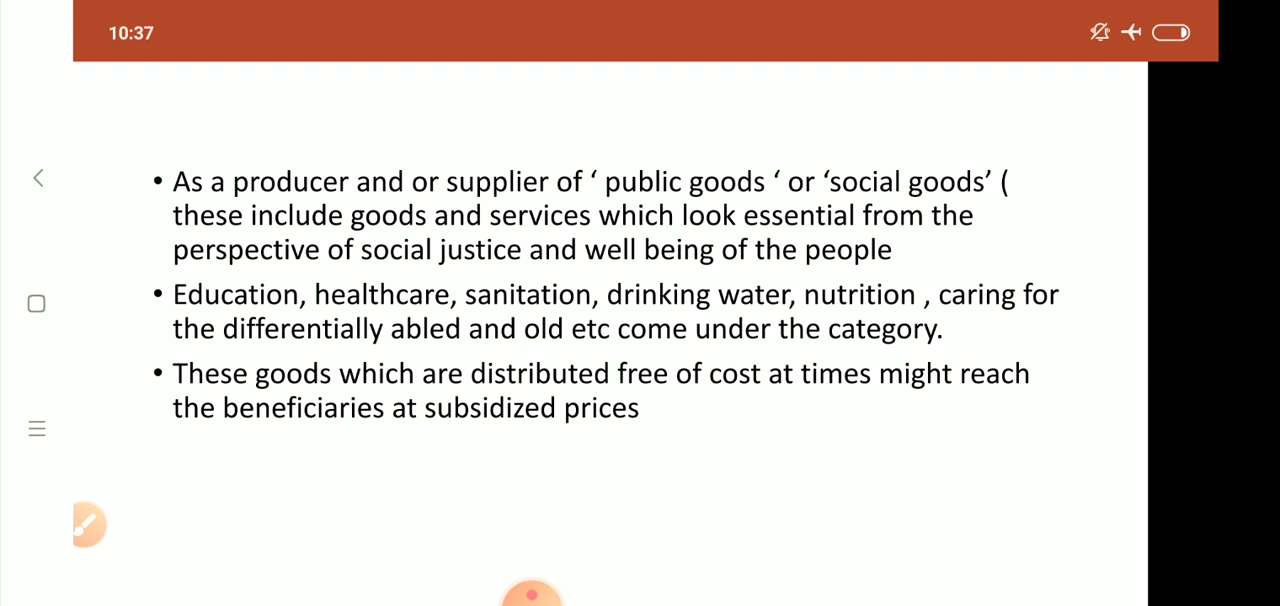 10:37
• As a producer and or supplier of ‘ public goods ‘ or ‘social goods’ (
these include goods and services which look essential from the
perspective of social justice and well being of the people
• Education, healthcare, sanitation, drinking water, nutrition , caring for
the differentially abled and old etc come under the category.
• These goods which are distributed free of cost at times might reach
the beneficiaries at subsidized prices